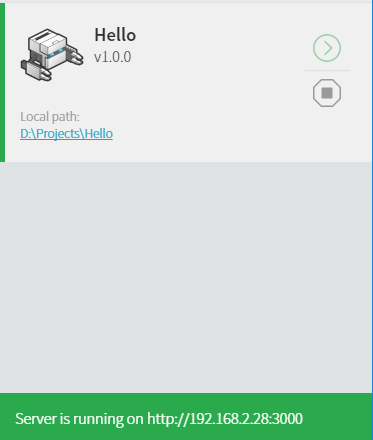 Hello
v1.0.0
Local path:
D:\Projects\Hello
Server is running on http://192.168.2.28:3000